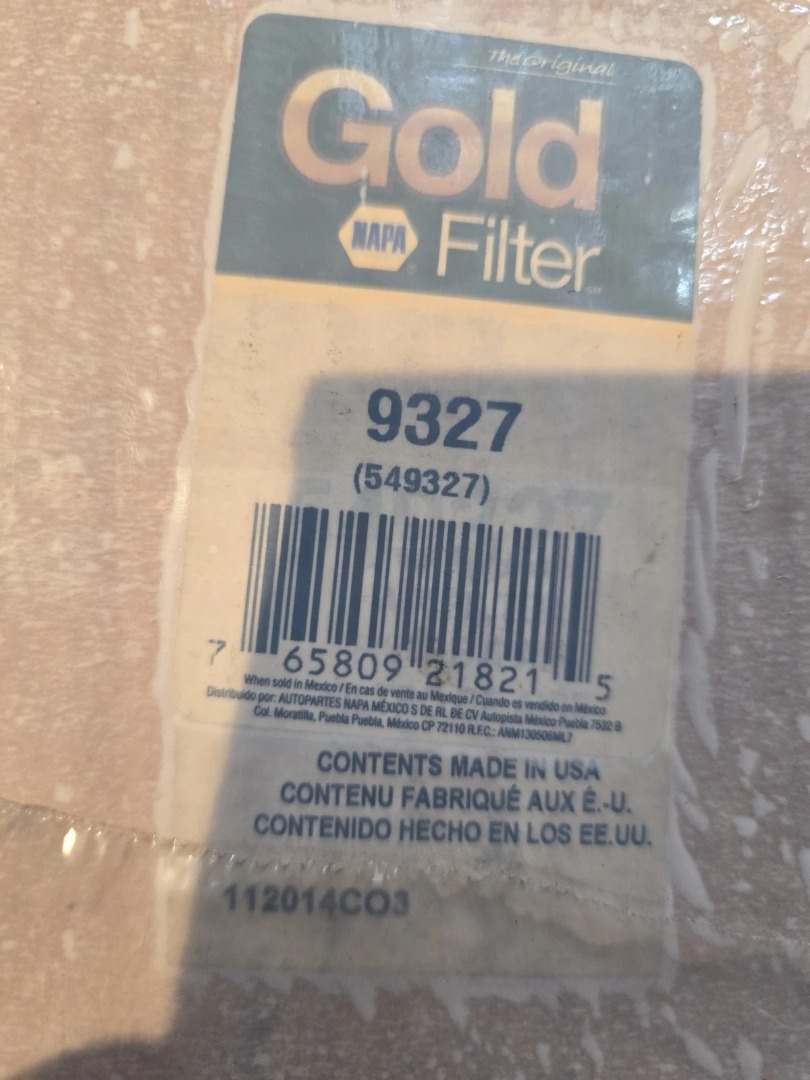 The Original
Gold
NAPA Filter
9327
(549327)
7 65809 21821 5
When sold in Mexico / En cas de vente au Mexique / Cuando es vendido en México
Distribuido por: AUTOPARTES NAPA MÉXICO S DE RL DE CV Autopista México Puebla 7532 B
Col. Moratilla, Puebla Puebla, México CP 72110 R.F.C.: ANM130506ML7
CONTENTS MADE IN USA
CONTENU FABRIQUÉ AUX É.-U.
CONTENIDO HECHO EN LOS EE.UU.
112014CO3